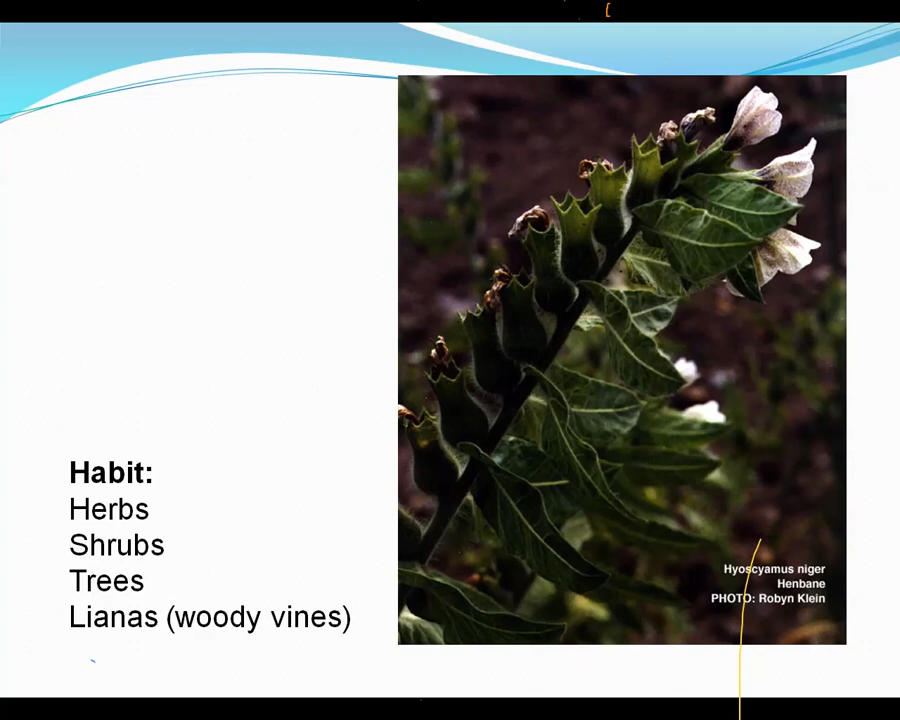 Habit:
Herbs
Shrubs
Trees
Lianas (woody vines)
Hyoscyamus niger
Henbane
PHOTO: Robyn Klein